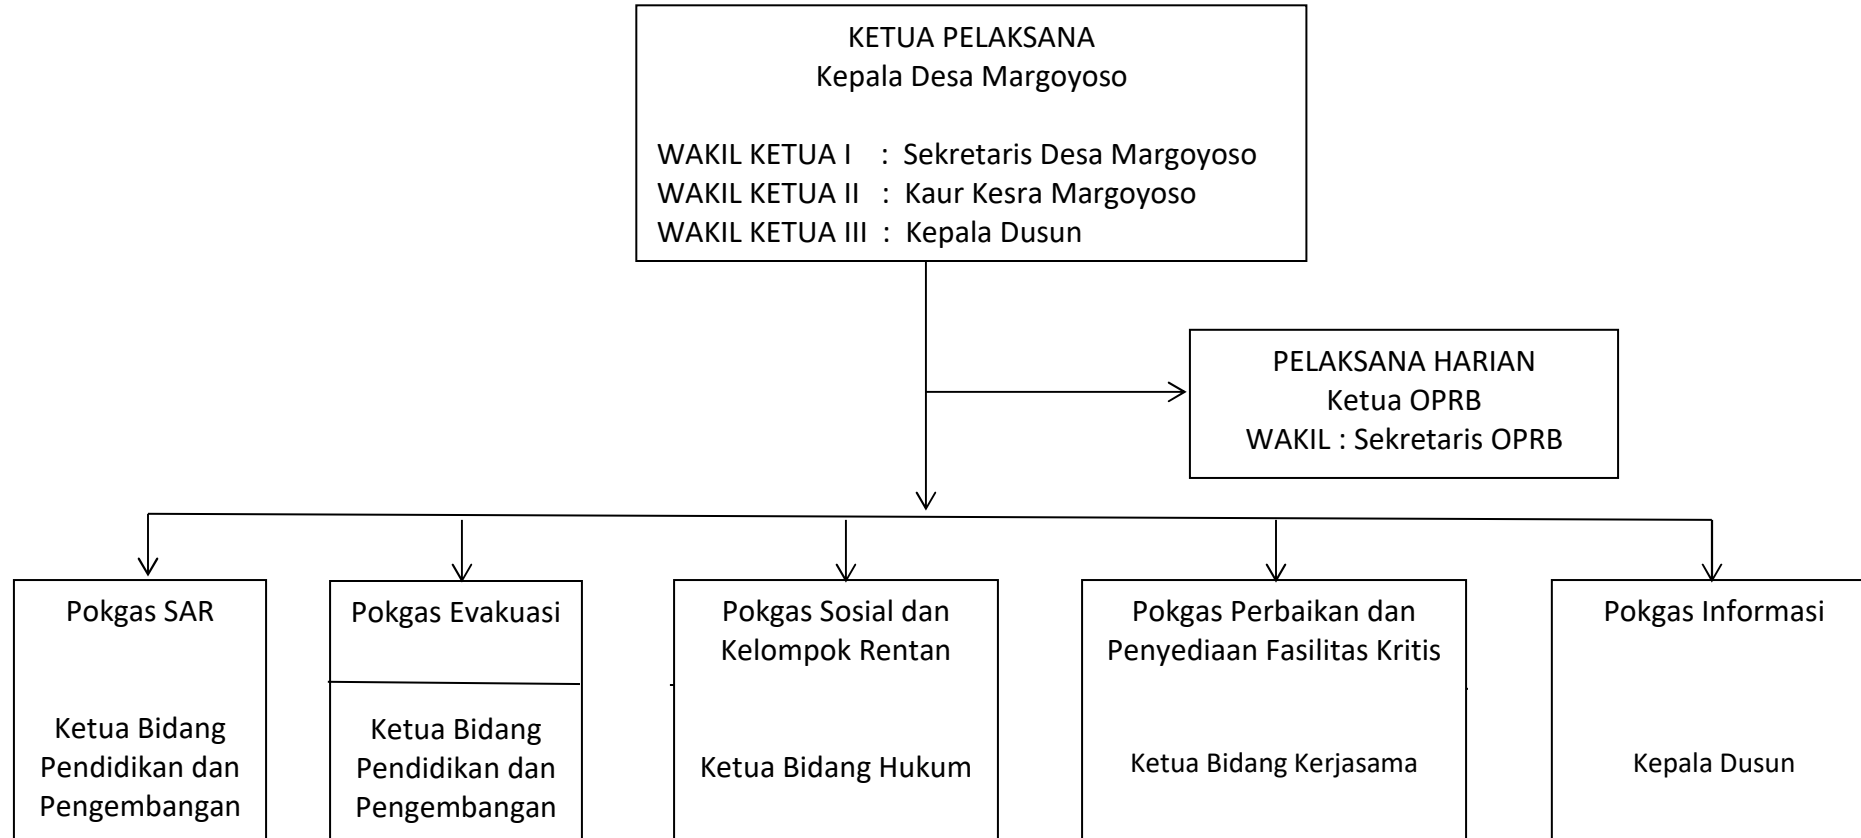 KETUA PELAKSANA
Kepala Desa Margoyoso
WAKIL KETUA I : Sekretaris Desa Margoyoso
WAKIL KETUA II : Kaur Kesra Margoyoso
WAKIL KETUA III : Kepala Dusun
PELAKSANA HARIAN
Ketua OPRB
WAKIL : Sekretaris OPRB
Pokgas SAR
Ketua Bidang
Pendidikan dan
Pengembangan
Pokgas Evakuasi
Ketua Bidang
Pendidikan dan
Pengembangan
Pokgas Sosial dan
Kelompok Rentan
Ketua Bidang Hukum
Pokgas Perbaikan dan
Penyediaan Fasilitas Kritis
Ketua Bidang Kerjasama
Pokgas Informasi
Kepala Dusun